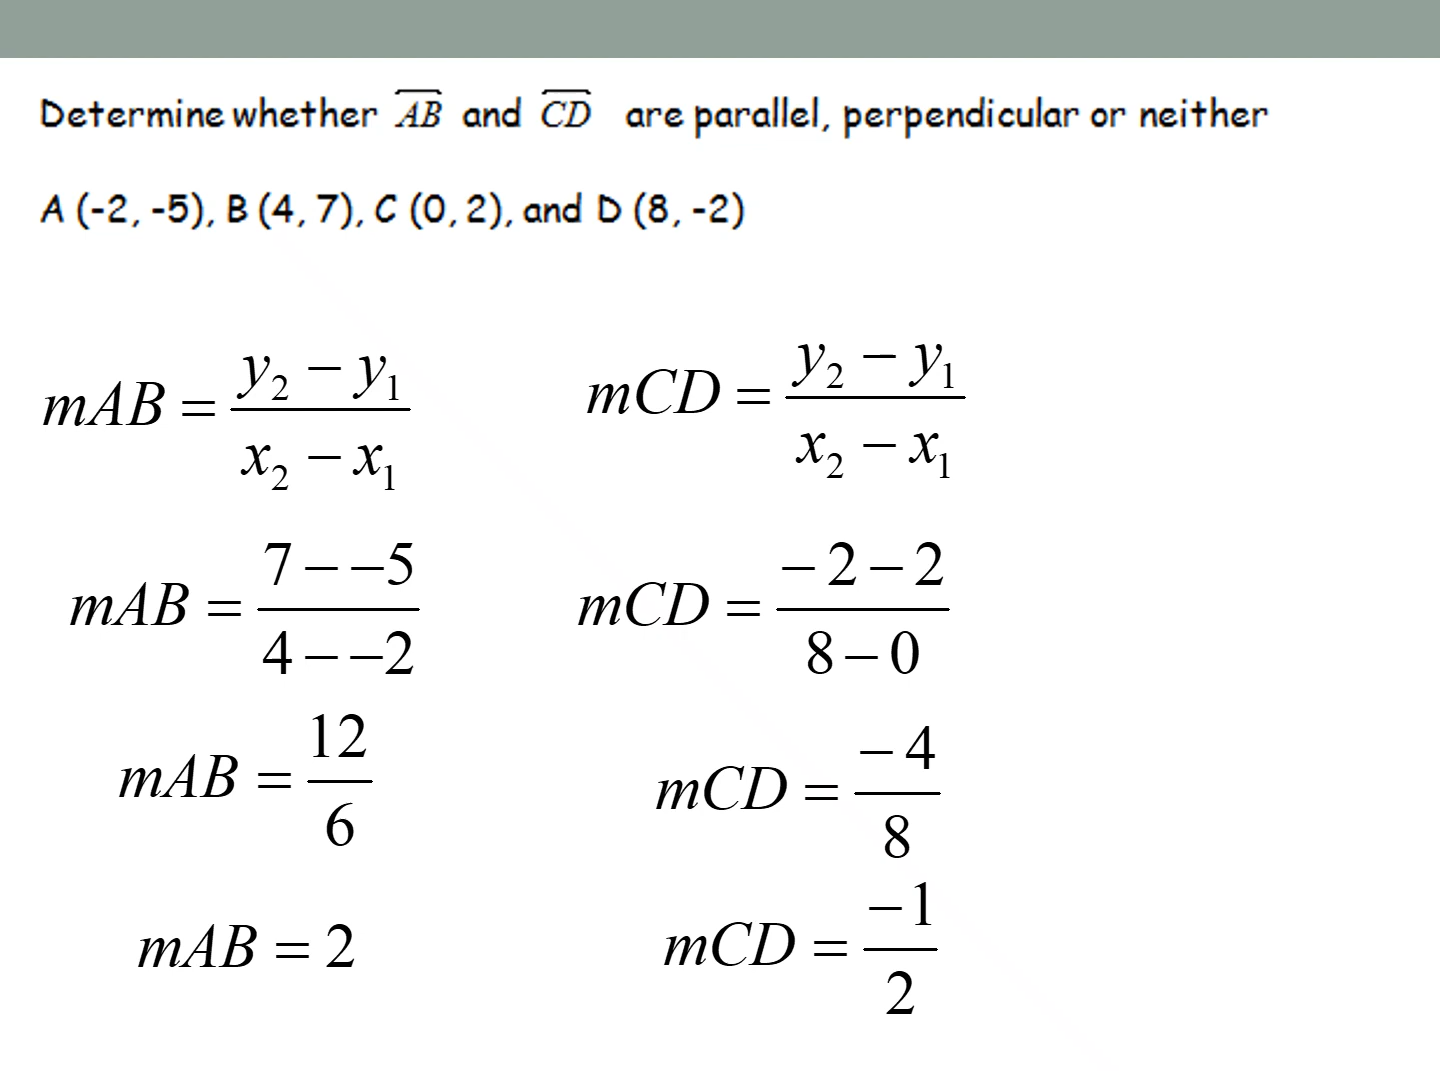 Determine whether AB and CD are parallel, perpendicular or neither
A (-2, -5), B (4, 7), C (0, 2), and D (8, -2)
mAB = (y₂ − y₁)/(x₂ − x₁)
mCD = (y₂ − y₁)/(x₂ − x₁)
mAB = (7 − −5)/(4 − −2)
mCD = (−2 − 2)/(8 − 0)
mAB = 12/6
mCD = −4/8
mAB = 2
mCD = −1/2